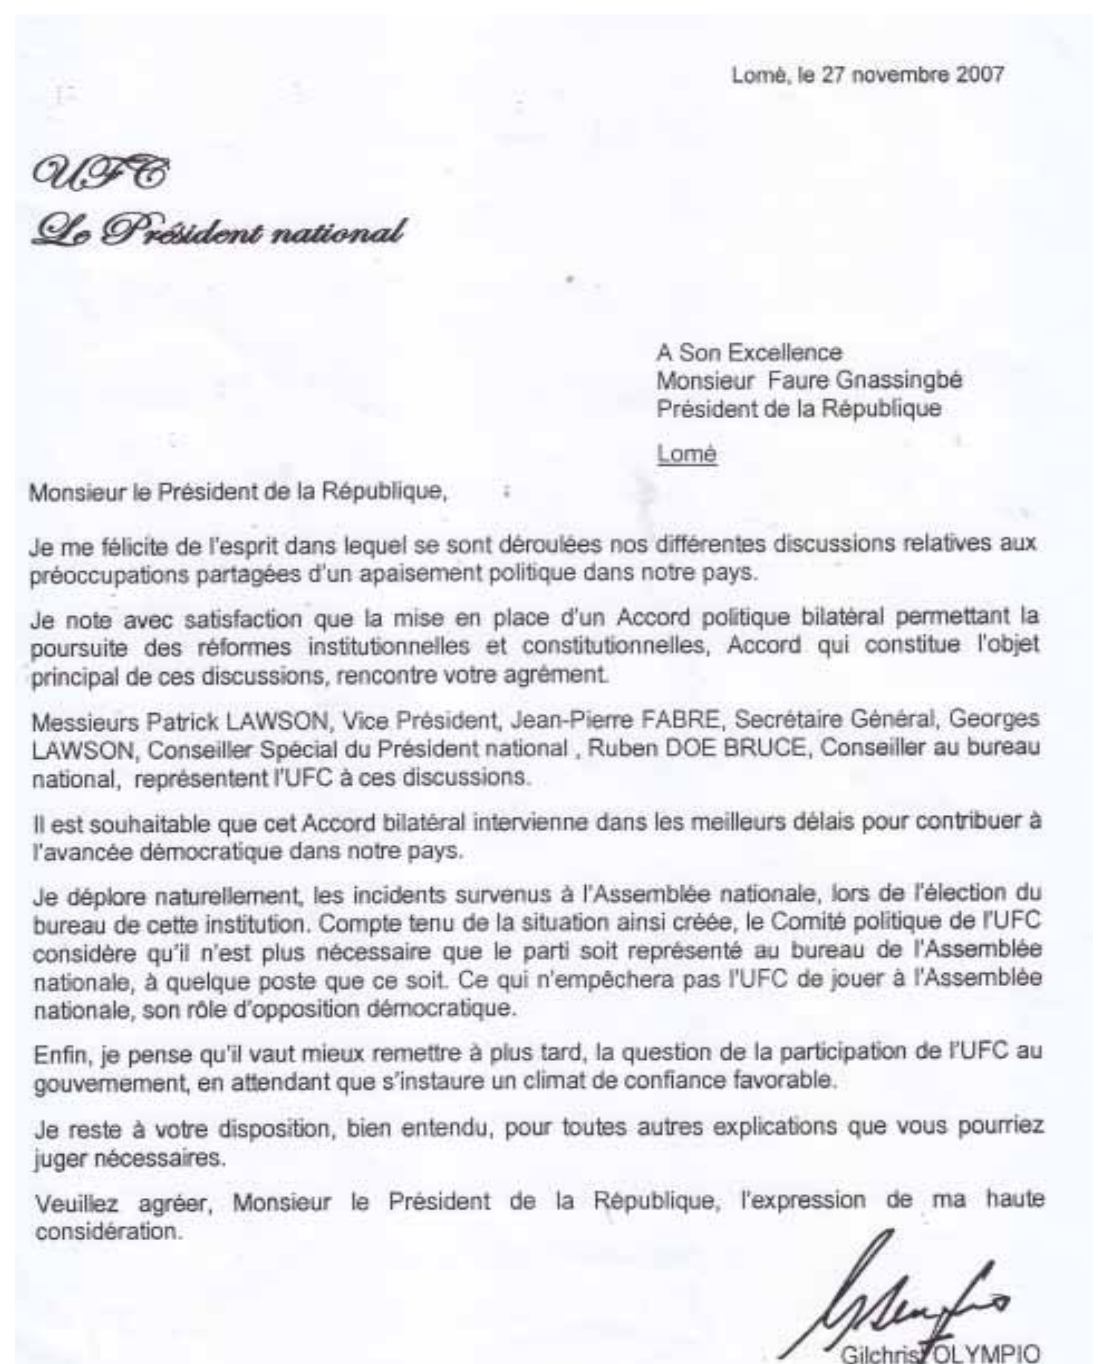 Lomé, le 27 novembre 2007
UFC
Le Président national
A Son Excellence
Monsieur Faure Gnassingbé
Président de la République
Lomé
Monsieur le Président de la République,
Je me félicite de l'esprit dans lequel se sont déroulées nos différentes discussions relatives aux
préoccupations partagées d'un apaisement politique dans notre pays.
Je note avec satisfaction que la mise en place d'un Accord politique bilatéral permettant la
poursuite des réformes institutionnelles et constitutionnelles, Accord qui constitue l'objet
principal de ces discussions, rencontre votre agrément.
Messieurs Patrick LAWSON, Vice Président, Jean-Pierre FABRE, Secrétaire Général, Georges
LAWSON, Conseiller Spécial du Président national , Ruben DOE BRUCE, Conseiller au bureau
national, représentent l'UFC à ces discussions.
Il est souhaitable que cet Accord bilatéral intervienne dans les meilleurs délais pour contribuer à
l'avancée démocratique dans notre pays.
Je déplore naturellement, les incidents survenus à l'Assemblée nationale, lors de l'élection du
bureau de cette institution. Compte tenu de la situation ainsi créée, le Comité politique de l'UFC
considère qu'il n'est plus nécessaire que le parti soit représenté au bureau de l'Assemblée
nationale, à quelque poste que ce soit. Ce qui n'empêchera pas l'UFC de jouer à l'Assemblée
nationale, son rôle d'opposition démocratique.
Enfin, je pense qu'il vaut mieux remettre à plus tard, la question de la participation de l'UFC au
gouvernement, en attendant que s'instaure un climat de confiance favorable.
Je reste à votre disposition, bien entendu, pour toutes autres explications que vous pourriez
juger nécessaires.
Veuillez agréer, Monsieur le Président de la République, l'expression de ma haute
considération.
Gilchrist OLYMPIO